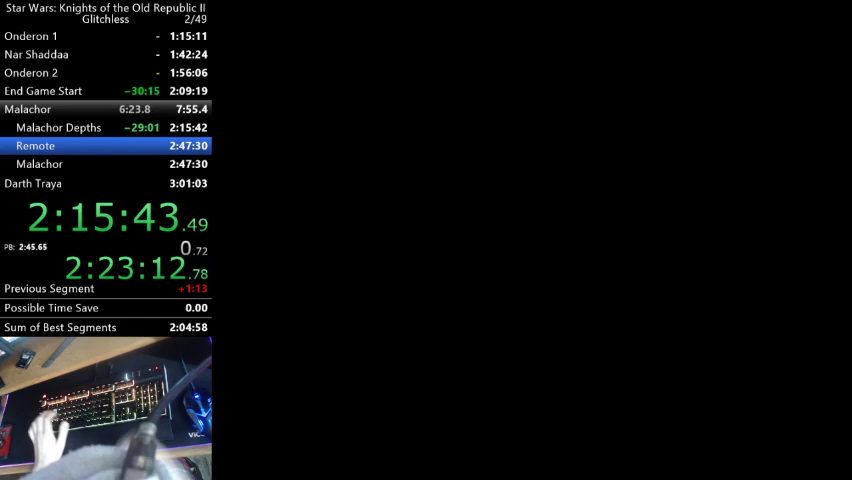 Star Wars: Knights of the Old Republic II
Glitchless 2/49
Onderon 1 - 1:15:11
Nar Shaddaa - 1:42:24
Onderon 2 - 1:56:06
End Game Start −30:15 2:09:19
Malachor 6:23.8 7:55.4
Malachor Depths −29:01 2:15:42
Remote 2:47:30
Malachor 2:47:30
Darth Traya 3:01:03
2:15:43.49
PB: 2:45.65 0.72
2:23:12.78
Previous Segment +1:13
Possible Time Save 0.00
Sum of Best Segments 2:04:58